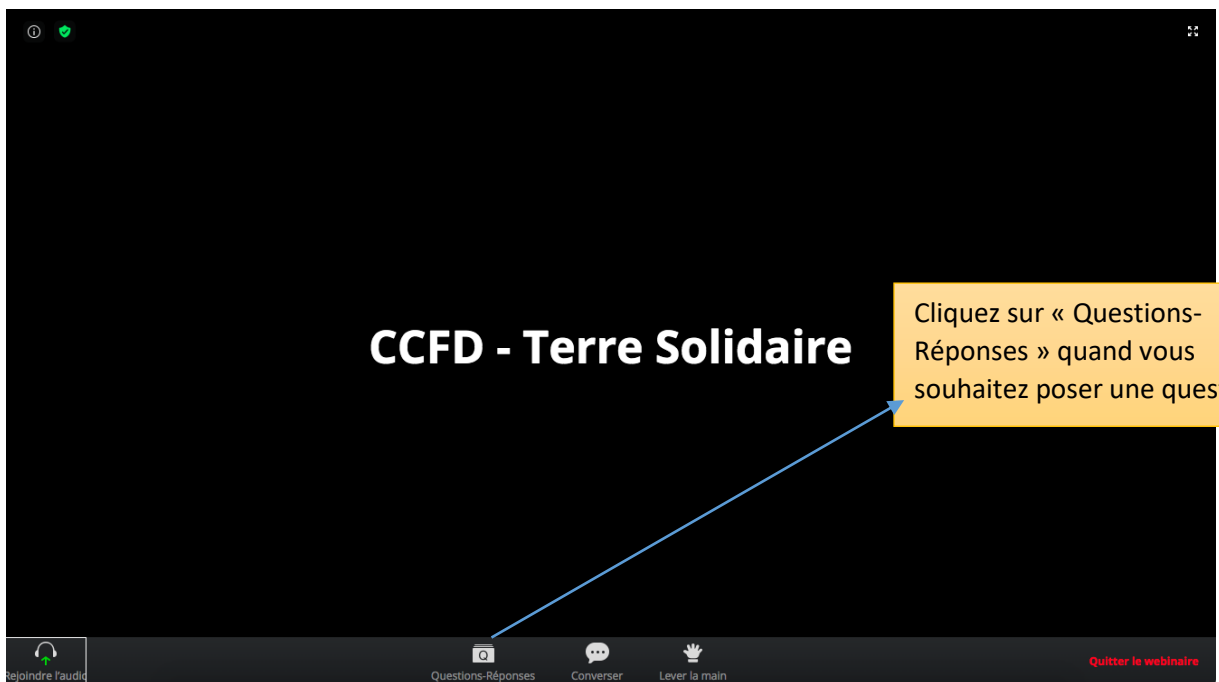 CCFD - Terre Solidaire
Cliquez sur « Questions-
Réponses » quand vous
souhaitez poser une ques
Rejoindre l'audio
Questions-Réponses
Converser
Lever la main
Quitter le webinaire